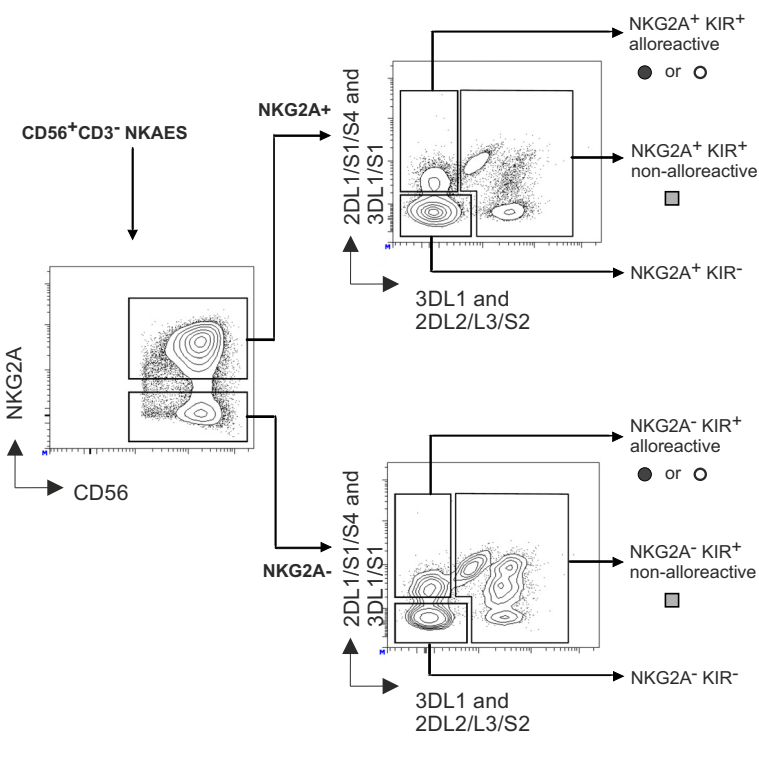 CD56⁺CD3⁻ NKAES
NKG2A
CD56
M
NKG2A+
2DL1/S1/S4 and
3DL1/S1
M
3DL1 and
2DL2/L3/S2
NKG2A⁺ KIR⁺
alloreactive
or
NKG2A⁺ KIR⁺
non-alloreactive
NKG2A⁺ KIR⁻
NKG2A-
2DL1/S1/S4 and
3DL1/S1
M
3DL1 and
2DL2/L3/S2
NKG2A⁻ KIR⁺
alloreactive
or
NKG2A⁻ KIR⁺
non-alloreactive
NKG2A⁻ KIR⁻